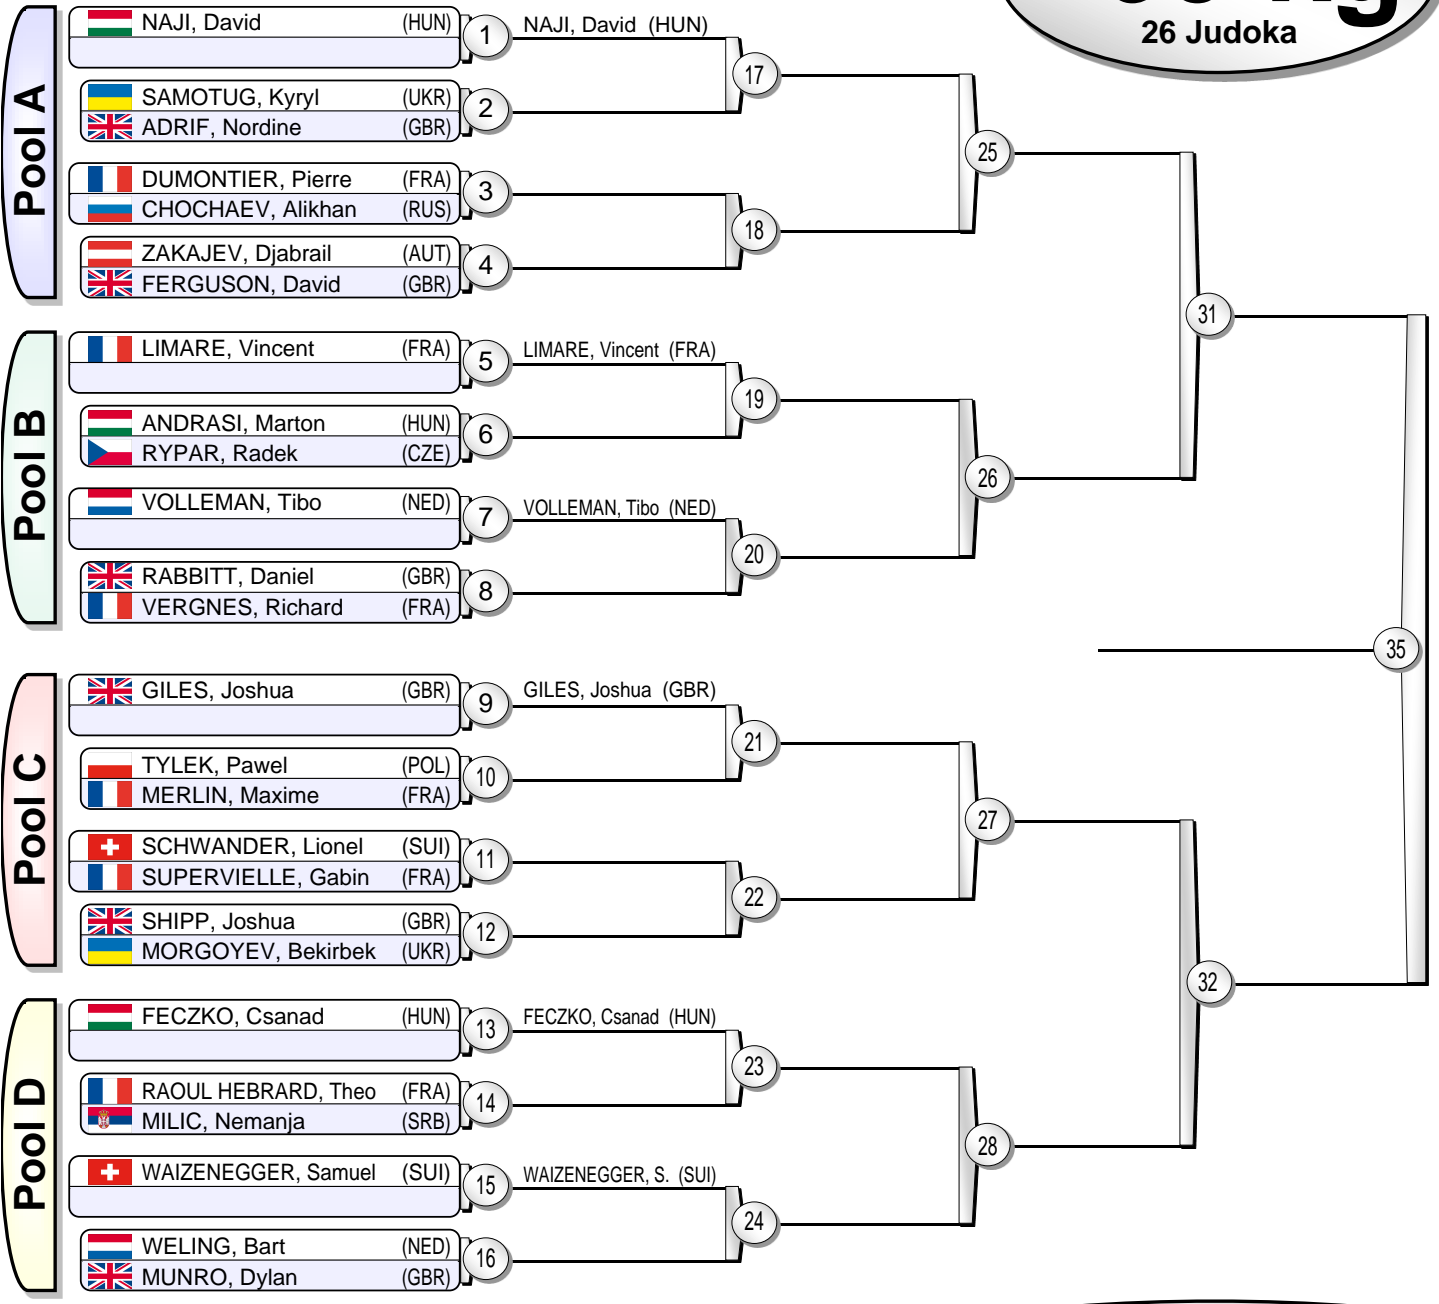 26 Judoka
Pool A
NAJI, David (HUN) 1 NAJI, David (HUN)
17
SAMOTUG, Kyryl (UKR)
ADRIF, Nordine (GBR) 2
25
DUMONTIER, Pierre (FRA)
CHOCHAEV, Alikhan (RUS) 3
18
ZAKAJEV, Djabrail (AUT)
FERGUSON, David (GBR) 4
31
Pool B
LIMARE, Vincent (FRA) 5 LIMARE, Vincent (FRA)
19
ANDRASI, Marton (HUN)
RYPAR, Radek (CZE) 6
26
VOLLEMAN, Tibo (NED) 7 VOLLEMAN, Tibo (NED)
20
RABBITT, Daniel (GBR)
VERGNES, Richard (FRA) 8
35
Pool C
GILES, Joshua (GBR) 9 GILES, Joshua (GBR)
21
TYLEK, Pawel (POL)
MERLIN, Maxime (FRA) 10
27
SCHWANDER, Lionel (SUI)
SUPERVIELLE, Gabin (FRA) 11
22
SHIPP, Joshua (GBR)
MORGOYEV, Bekirbek (UKR) 12
32
Pool D
FECZKO, Csanad (HUN) 13 FECZKO, Csanad (HUN)
23
RAOUL HEBRARD, Theo (FRA)
MILIC, Nemanja (SRB) 14
28
WAIZENEGGER, Samuel (SUI) 15 WAIZENEGGER, S. (SUI)
24
WELING, Bart (NED)
MUNRO, Dylan (GBR) 16